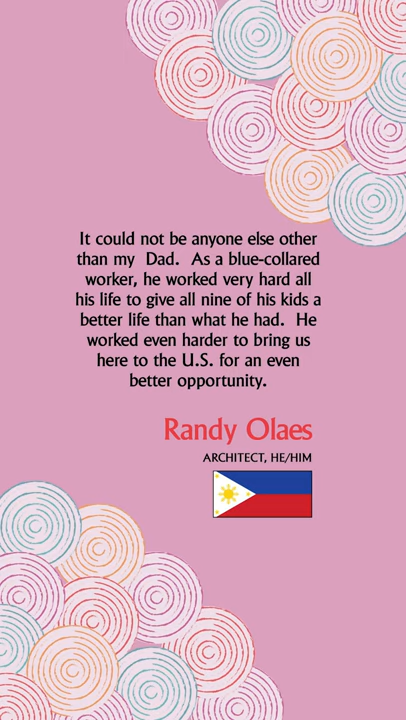 It could not be anyone else other
than my Dad. As a blue-collared
worker, he worked very hard all
his life to give all nine of his kids a
better life than what he had. He
worked even harder to bring us
here to the U.S. for an even
better opportunity.
Randy Olaes
ARCHITECT, HE/HIM